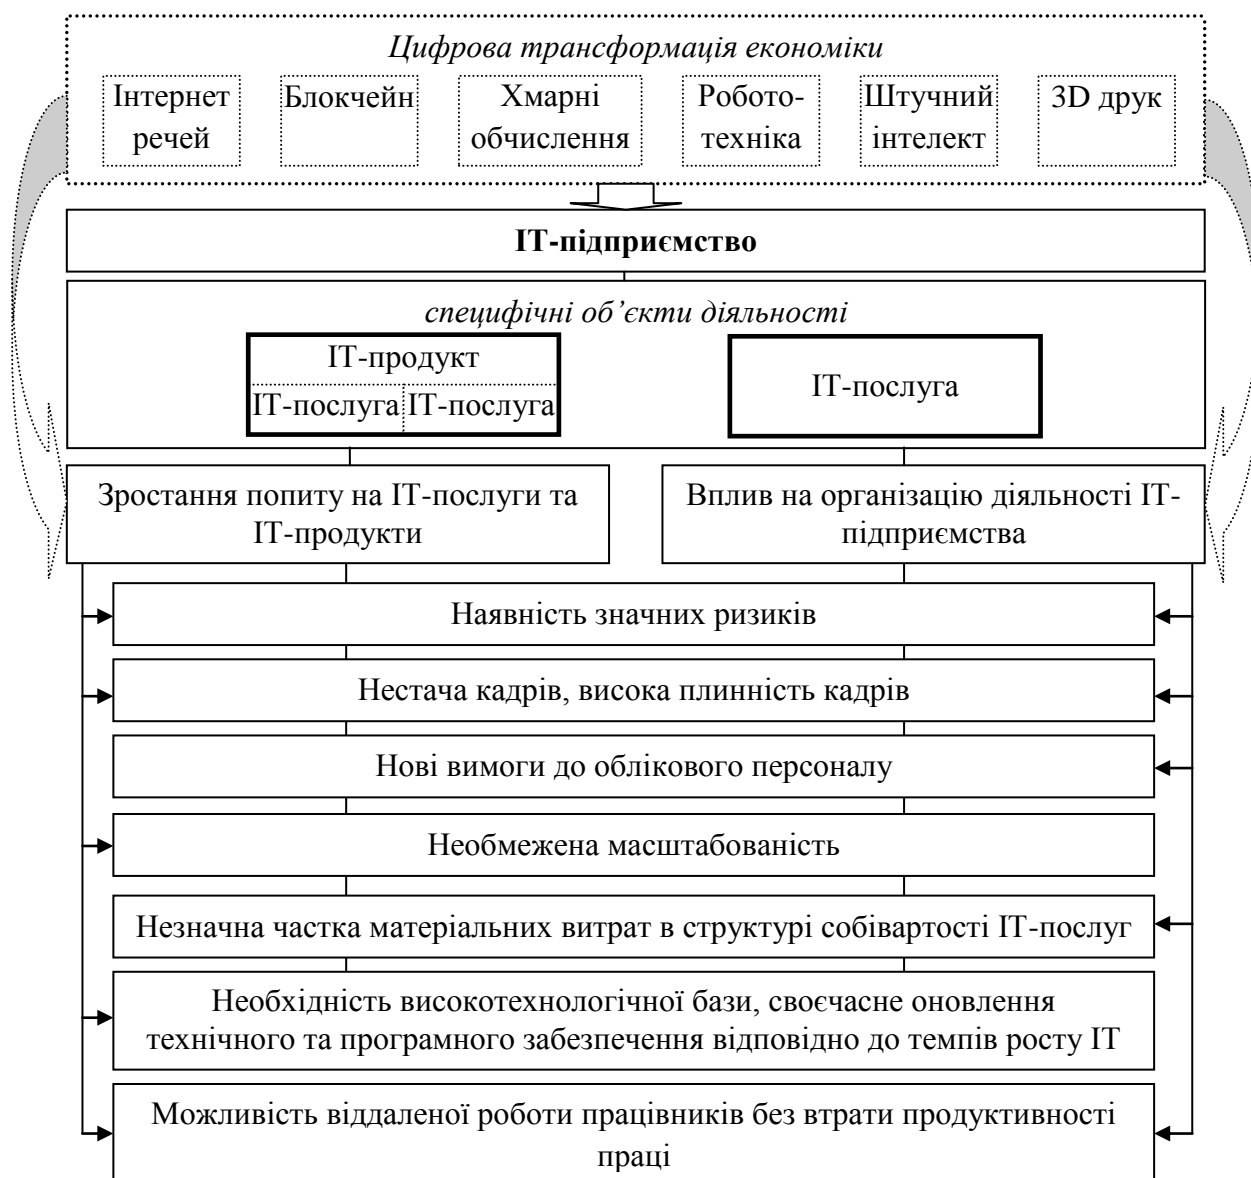 Цифрова трансформація економіки
Інтернет
речей
Блокчейн
Хмарні
обчислення
Робото-
техніка
Штучний
інтелект
3D друк
ІТ-підприємство
специфічні об’єкти діяльності
ІТ-продукт
ІТ-послуга
ІТ-послуга
ІТ-послуга
Зростання попиту на ІТ-послуги та
ІТ-продукти
Вплив на організацію діяльності ІТ-
підприємства
Наявність значних ризиків
Нестача кадрів, висока плинність кадрів
Нові вимоги до облікового персоналу
Необмежена масштабованість
Незначна частка матеріальних витрат в структурі собівартості ІТ-послуг
Необхідність високотехнологічної бази, своєчасне оновлення
технічного та програмного забезпечення відповідно до темпів росту ІТ
Можливість віддаленої роботи працівників без втрати продуктивності
праці